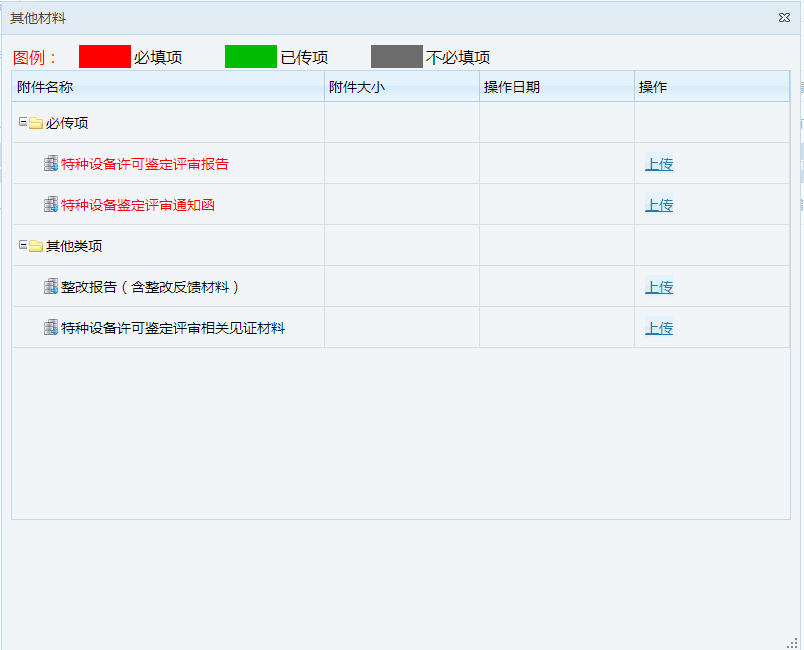 其他材料
图例： 必填项 已传项 不必填项
附件名称 附件大小 操作日期 操作
必传项
特种设备许可鉴定评审报告 上传
特种设备鉴定评审通知函 上传
其他类项
整改报告（含整改反馈材料） 上传
特种设备许可鉴定评审相关见证材料 上传